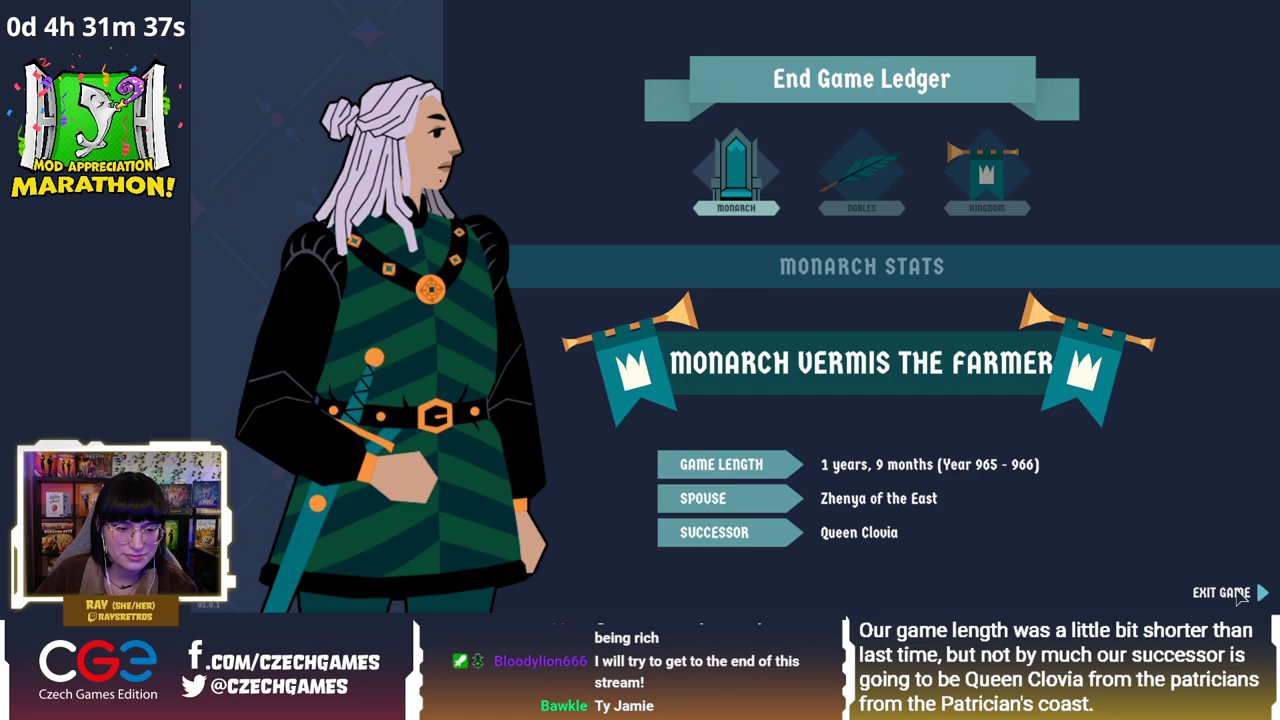 0d 4h 31m 37s
MOD APPRECIATION
MARATHON!
End Game Ledger
MONARCH
NOBLES
KINGDOM
MONARCH STATS
MONARCH VERMIS THE FARMER
GAME LENGTH
1 years, 9 months (Year 965 - 966)
SPOUSE
Zhenya of the East
SUCCESSOR
Queen Clovia
EXIT GAME
RAY (SHE/HER)
RAYSRETROS
V1.0.1
CGE
Czech Games Edition
f.COM/CZECHGAMES
@CZECHGAMES
being rich
Bloodylion666 I will try to get to the end of this
stream!
Bawkle Ty Jamie
Our game length was a little bit shorter than
last time, but not by much our successor is
going to be Queen Clovia from the patricians
from the Patrician's coast.